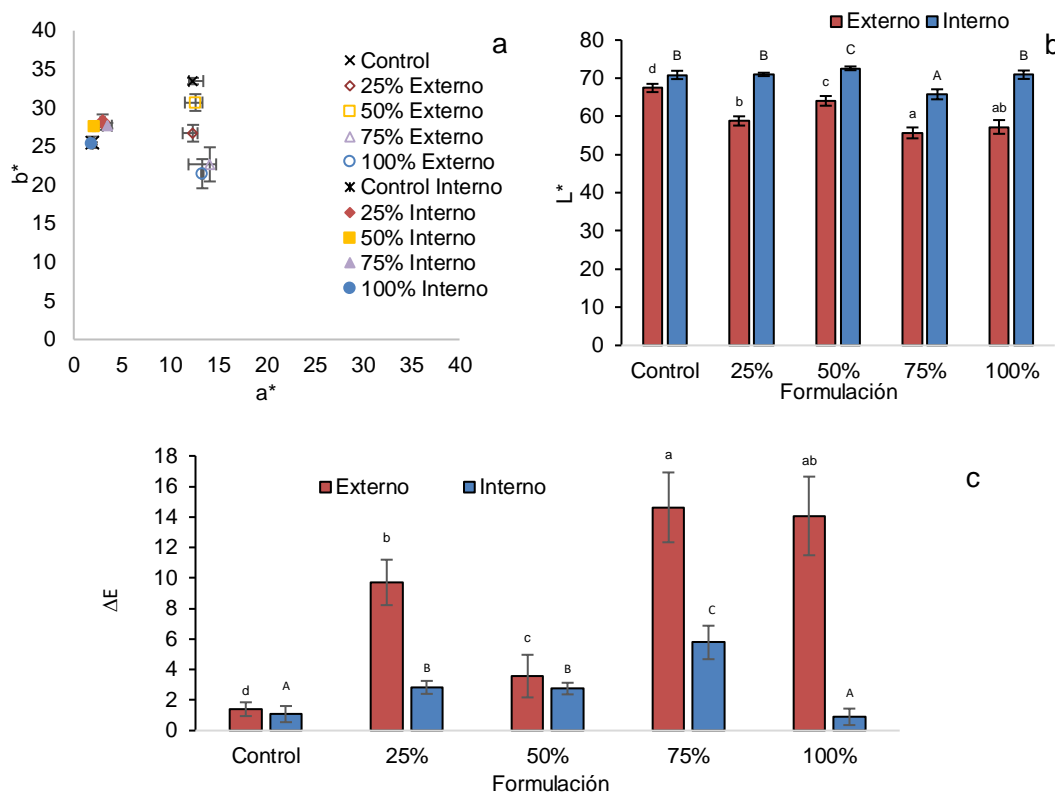 a
40
35
30
25
20
15
10
5
0
b*
0 5 10 15 20 25 30 35 40
a*
Control
25% Externo
50% Externo
75% Externo
100% Externo
Control Interno
25% Interno
50% Interno
75% Interno
100% Interno
b
Externo Interno
80
70
60
50
40
30
20
10
0
L*
d B b B c C a A ab B
Control 25% 50% 75% 100%
Formulación
c
Externo Interno
18
16
14
12
10
8
6
4
2
0
ΔE
d A b B c B a C ab A
Control 25% 50% 75% 100%
Formulación